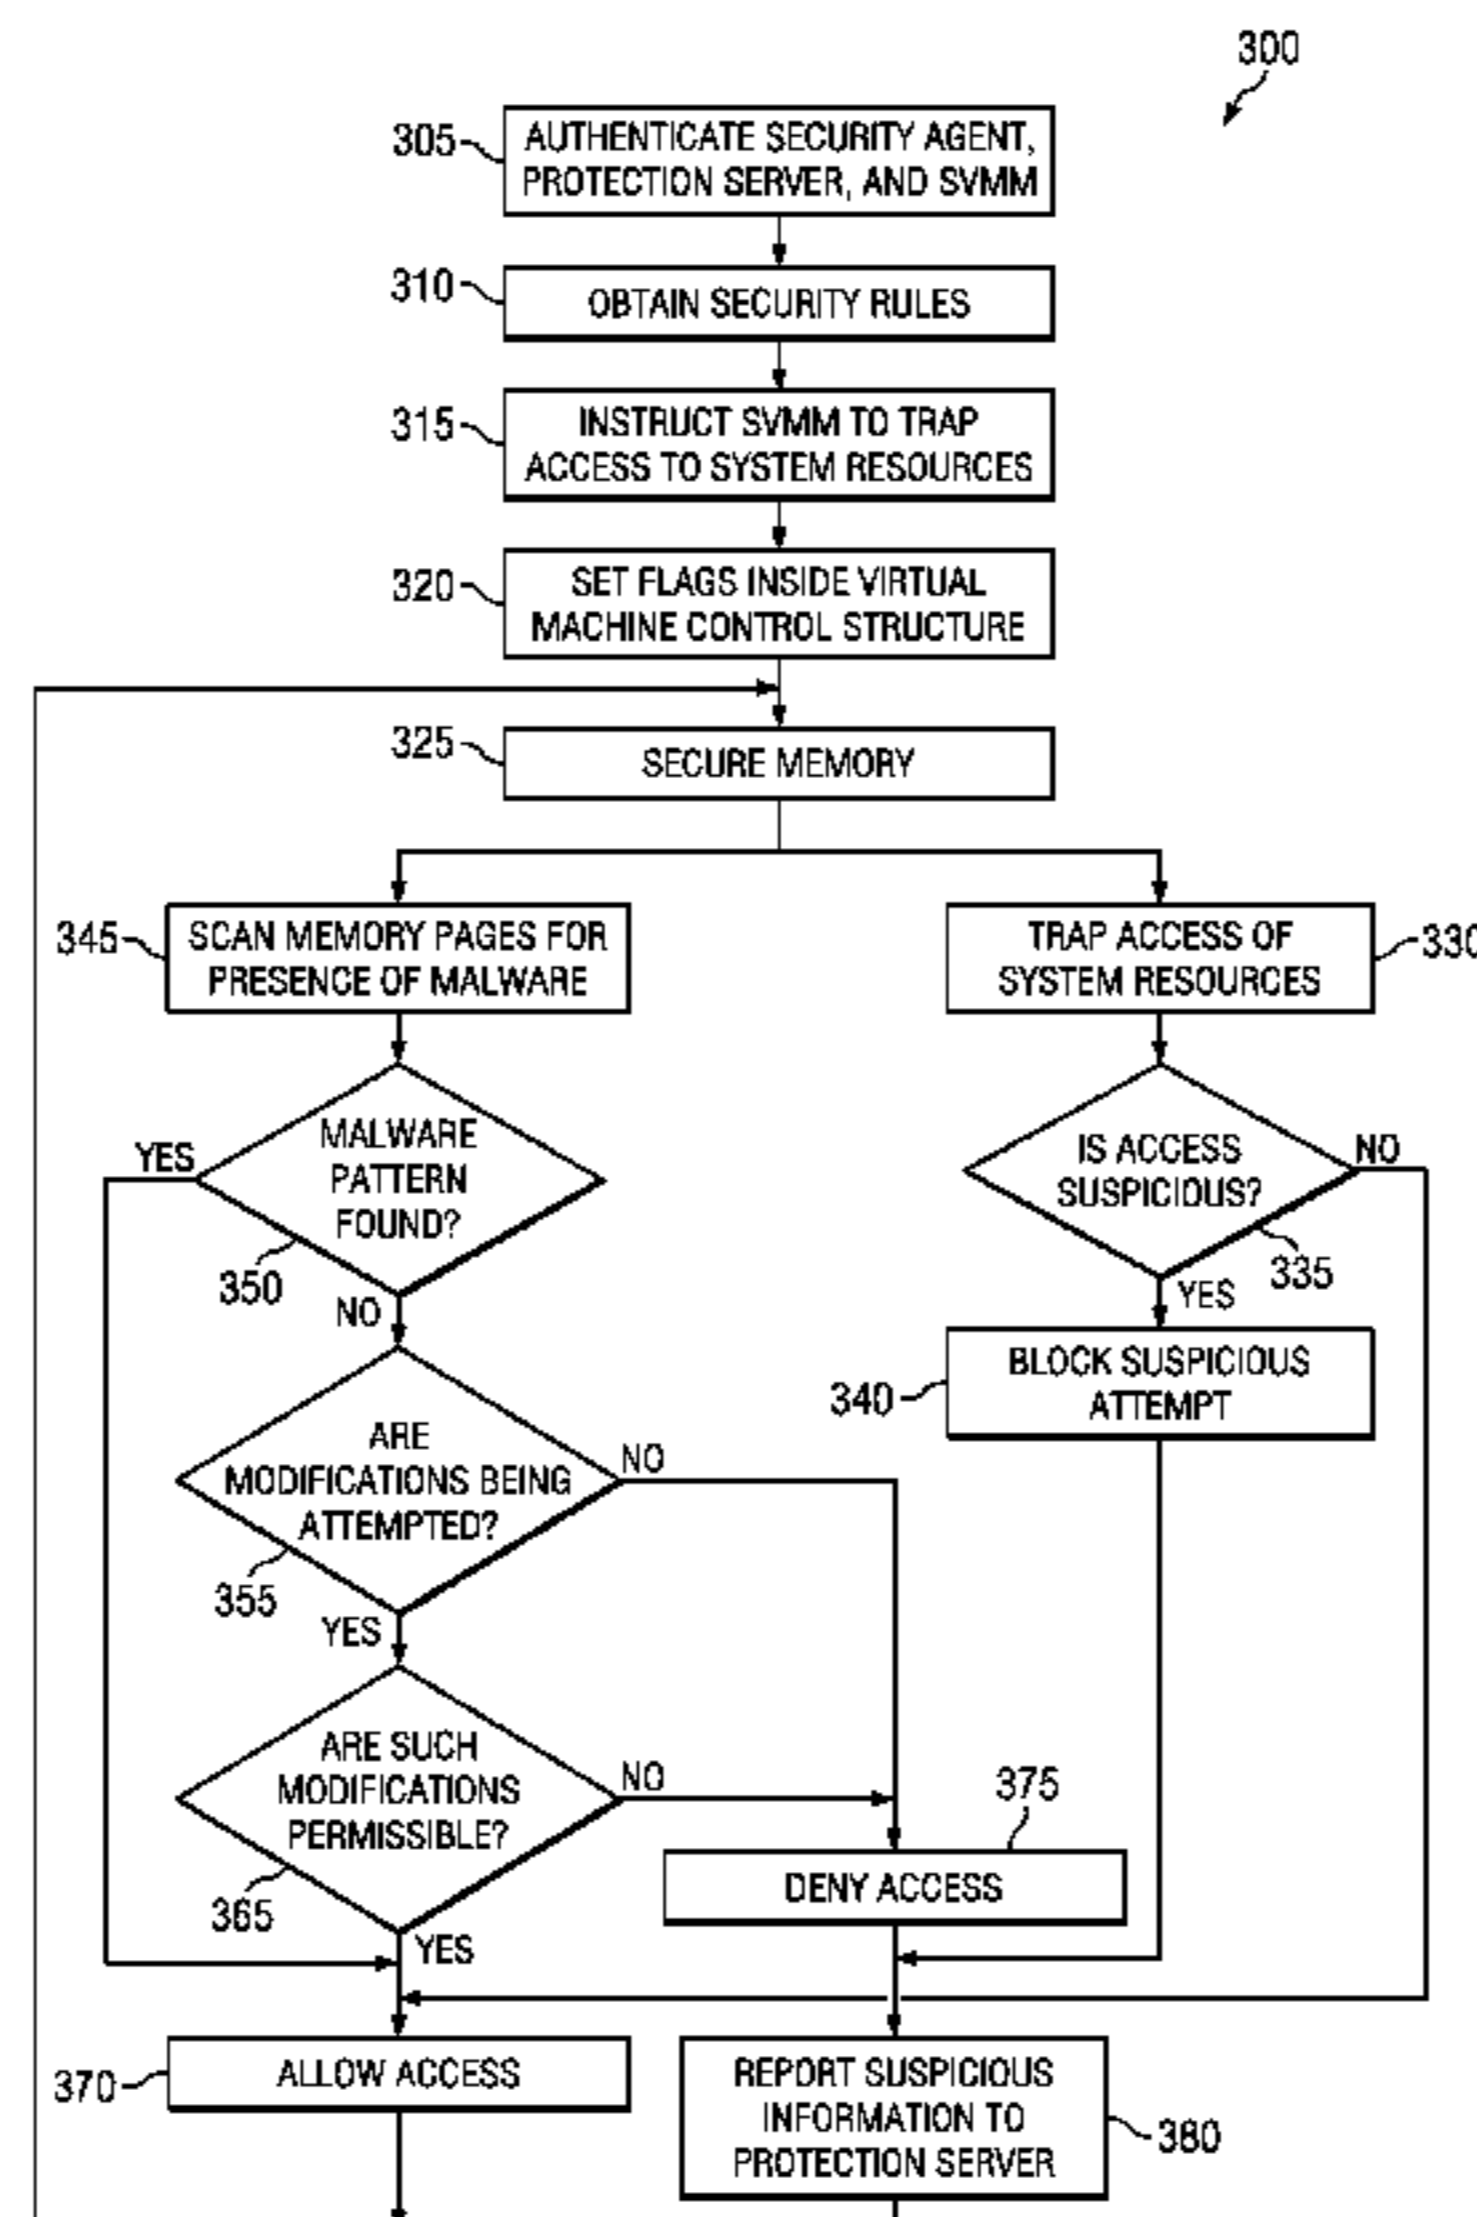 300
305
AUTHENTICATE SECURITY AGENT,
PROTECTION SERVER, AND SVMM
310
OBTAIN SECURITY RULES
315
INSTRUCT SVMM TO TRAP
ACCESS TO SYSTEM RESOURCES
320
SET FLAGS INSIDE VIRTUAL
MACHINE CONTROL STRUCTURE
325
SECURE MEMORY
345
SCAN MEMORY PAGES FOR
PRESENCE OF MALWARE
TRAP ACCESS OF
SYSTEM RESOURCES
330
YES
MALWARE
PATTERN
FOUND?
350
NO
IS ACCESS
SUSPICIOUS?
NO
335
YES
340
BLOCK SUSPICIOUS
ATTEMPT
ARE
MODIFICATIONS BEING
ATTEMPTED?
NO
355
YES
ARE SUCH
MODIFICATIONS
PERMISSIBLE?
NO
365
YES
375
DENY ACCESS
370
ALLOW ACCESS
REPORT SUSPICIOUS
INFORMATION TO
PROTECTION SERVER
380